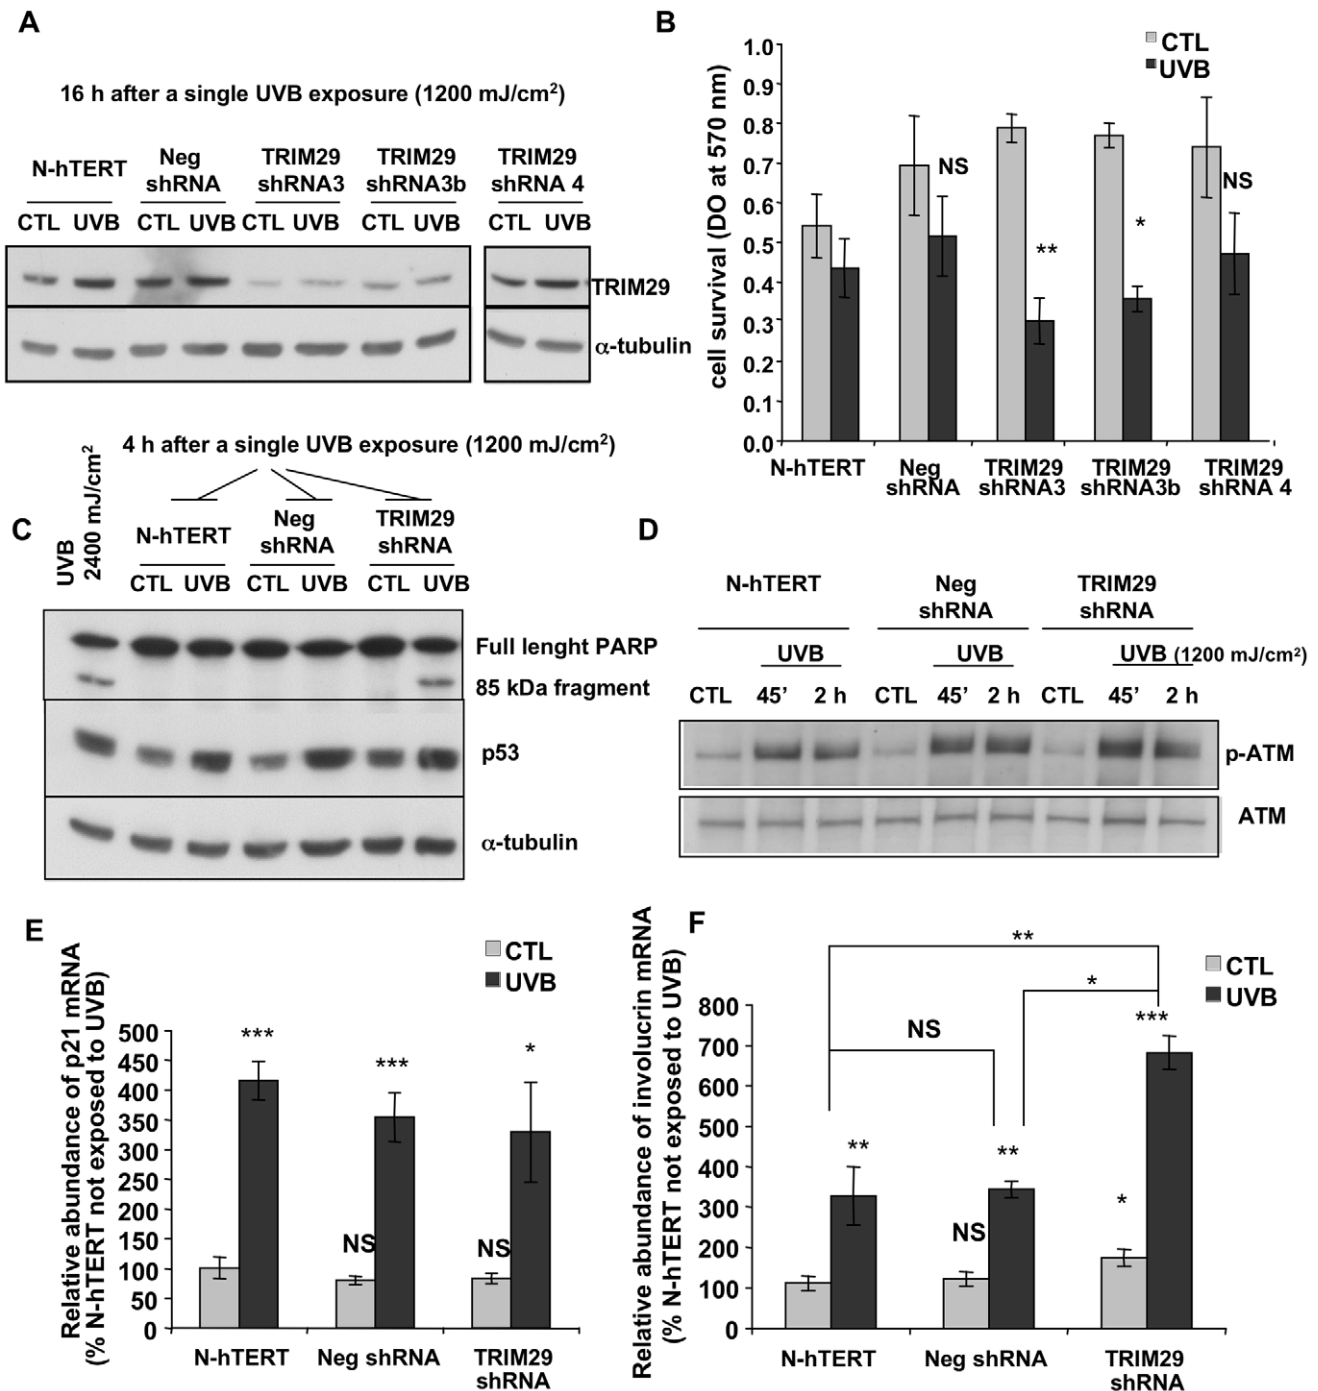 A
16 h after a single UVB exposure (1200 mJ/cm²)
N-hTERT
Neg
shRNA
TRIM29
shRNA3
TRIM29
shRNA3b
TRIM29
shRNA 4
CTL UVB CTL UVB CTL UVB CTL UVB CTL UVB
TRIM29
α-tubulin
B
CTL
UVB
cell survival (DO at 570 nm)
1.0
0.9
0.8
0.7
0.6
0.5
0.4
0.3
0.2
0.1
0.0
NS
**
*
NS
N-hTERT
Neg
shRNA
TRIM29
shRNA3
TRIM29
shRNA3b
TRIM29
shRNA 4
C
4 h after a single UVB exposure (1200 mJ/cm²)
UVB
2400 mJ/cm²
N-hTERT
Neg
shRNA
TRIM29
shRNA
CTL UVB CTL UVB CTL UVB
Full lenght PARP
85 kDa fragment
p53
α-tubulin
D
N-hTERT
Neg
shRNA
TRIM29
shRNA
UVB
UVB
UVB (1200 mJ/cm²)
CTL 45' 2 h CTL 45' 2 h CTL 45' 2 h
p-ATM
ATM
E
Relative abundance of p21 mRNA
(% N-hTERT not exposed to UVB)
CTL
UVB
500
450
400
350
300
250
200
150
100
50
0
***
***
*
NS
NS
N-hTERT
Neg shRNA
TRIM29
shRNA
F
Relative abundance of involucrin mRNA
(% N-hTERT not exposed to UVB)
CTL
UVB
**
*
NS
***
800
700
600
500
400
300
200
100
0
**
**
*
NS
N-hTERT
Neg shRNA
TRIM29
shRNA